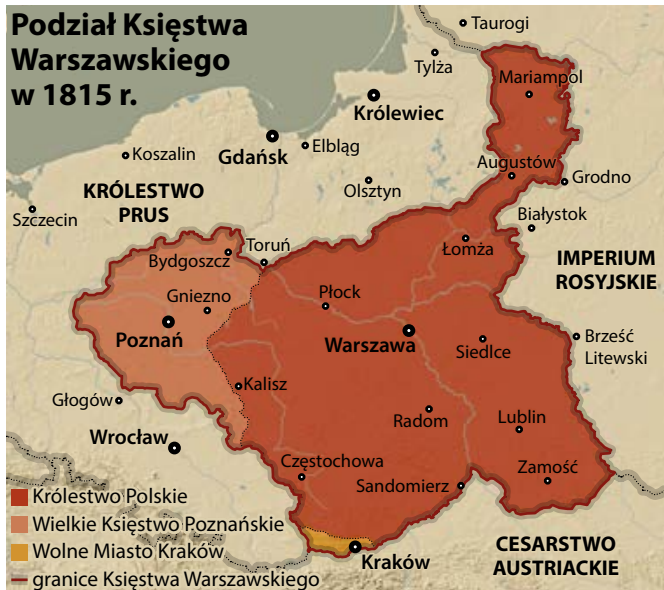 Podział Księstwa
Warszawskiego
w 1815 r.
Taurogi
Tylża
Mariampol
Królewiec
Gdańsk
Elbląg
Koszalin
Augustów
Grodno
Olsztyn
KRÓLESTWO
PRUS
Szczecin
Białystok
Toruń
Łomża
Bydgoszcz
IMPERIUM
ROSYJSKIE
Gniezno
Płock
Poznań
Warszawa
Siedlce
Brześć
Litewski
Kalisz
Głogów
Radom
Lublin
Wrocław
Częstochowa
Zamość
Sandomierz
Królestwo Polskie
Wielkie Księstwo Poznańskie
Wolne Miasto Kraków
granice Księstwa Warszawskiego
Kraków
CESARSTWO
AUSTRIACKIE